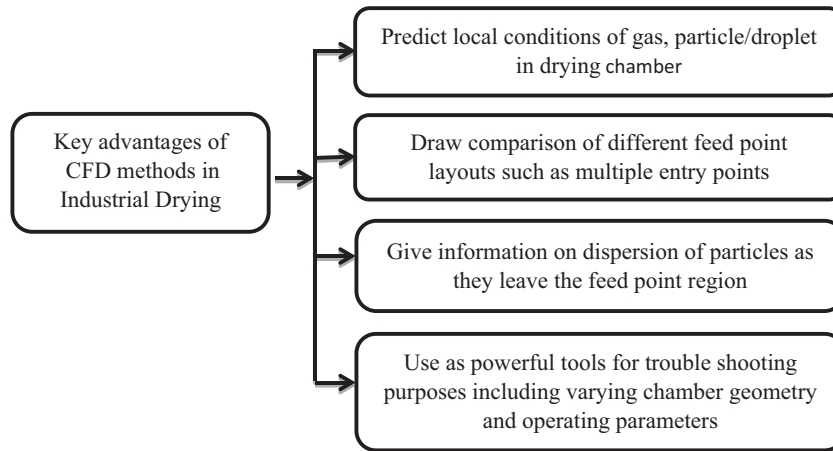 Key advantages of
CFD methods in
Industrial Drying
Predict local conditions of gas, particle/droplet
in drying chamber
Draw comparison of different feed point
layouts such as multiple entry points
Give information on dispersion of particles as
they leave the feed point region
Use as powerful tools for trouble shooting
purposes including varying chamber geometry
and operating parameters